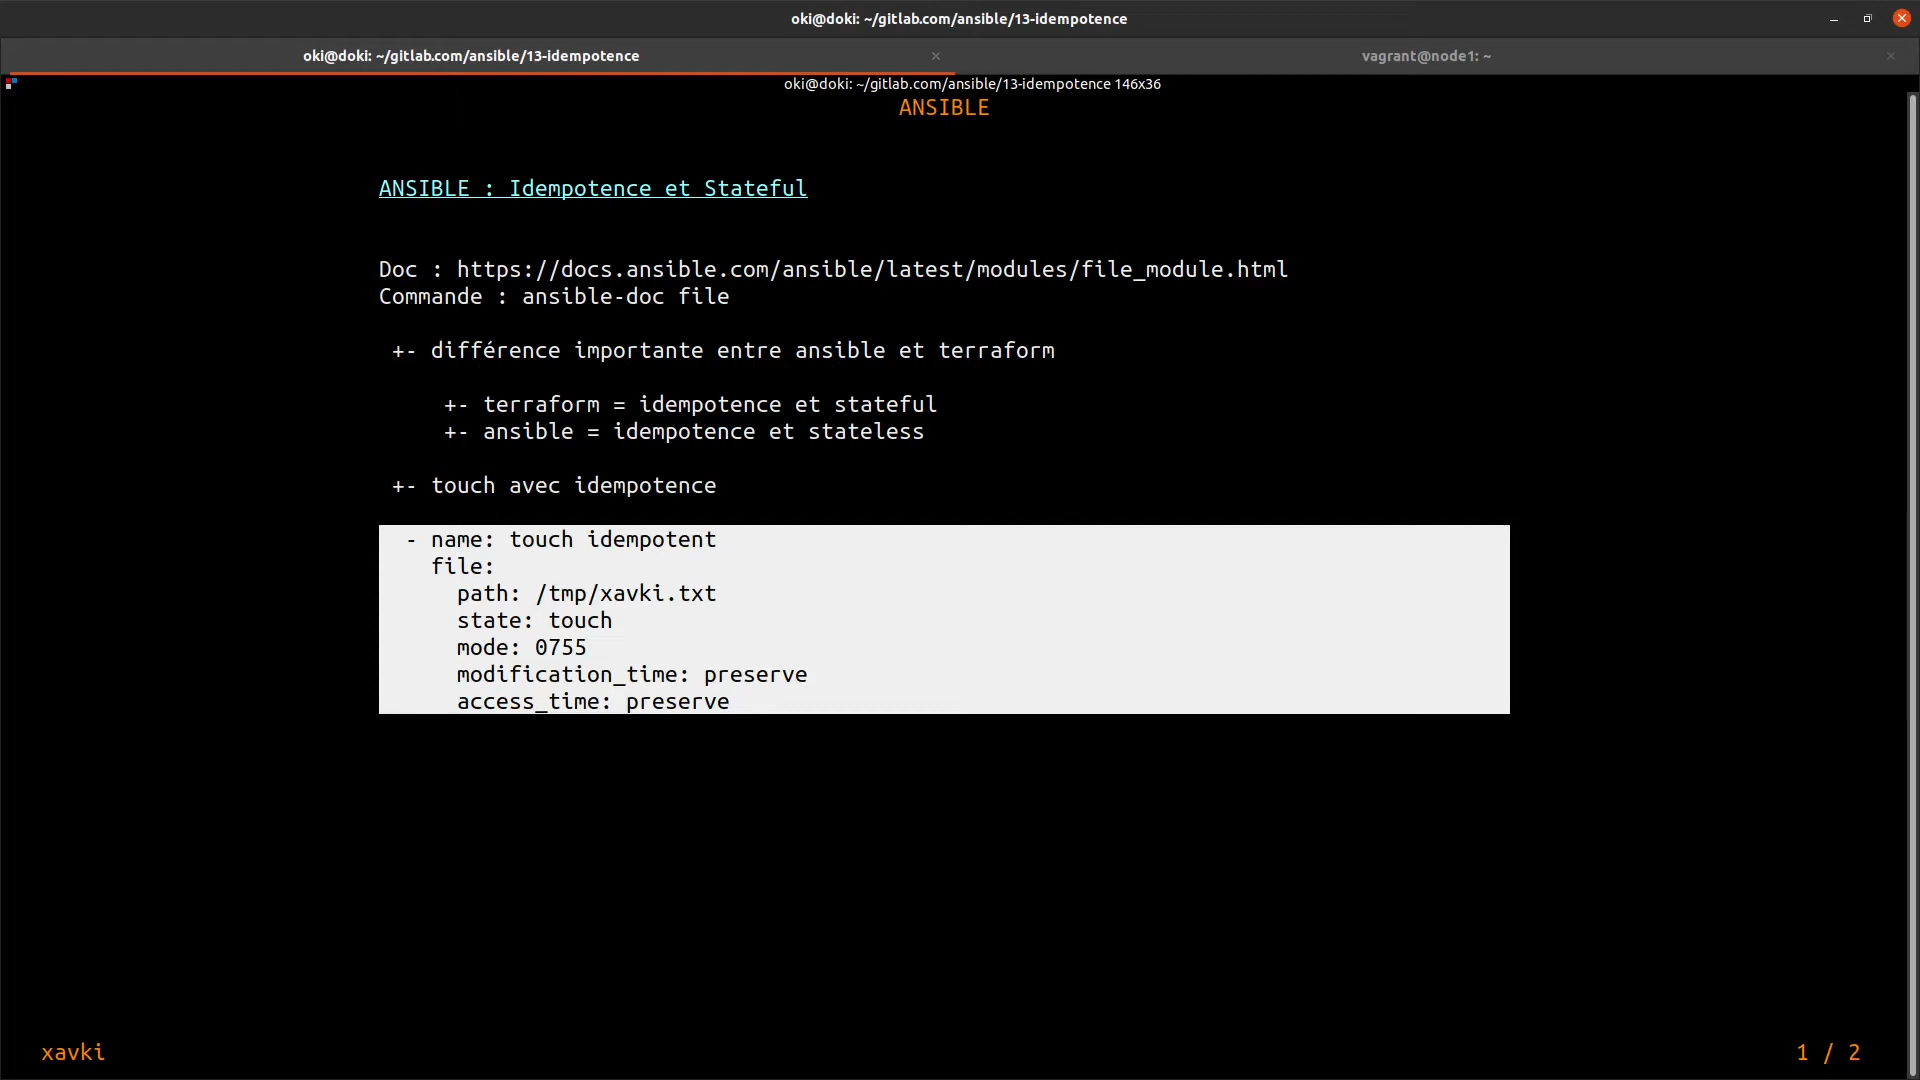 oki@doki: ~/gitlab.com/ansible/13-idempotence
oki@doki: ~/gitlab.com/ansible/13-idempotence
vagrant@node1: ~
oki@doki: ~/gitlab.com/ansible/13-idempotence 146x36
ANSIBLE
ANSIBLE : Idempotence et Stateful
Doc : https://docs.ansible.com/ansible/latest/modules/file_module.html
Commande : ansible-doc file
+- différence importante entre ansible et terraform
+- terraform = idempotence et stateful
+- ansible = idempotence et stateless
+- touch avec idempotence
- name: touch idempotent
file:
path: /tmp/xavki.txt
state: touch
mode: 0755
modification_time: preserve
access_time: preserve
xavki
1 / 2